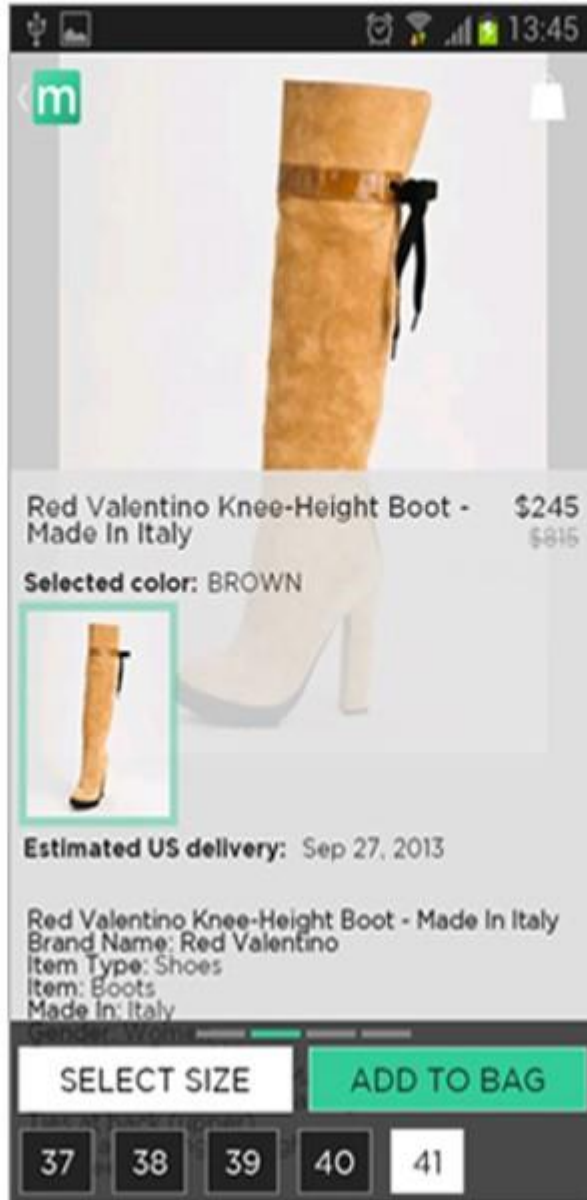 13:45
m
Red Valentino Knee-Height Boot -
Made In Italy
$245
$815
Selected color: BROWN
Estimated US delivery: Sep 27, 2013
Red Valentino Knee-Height Boot - Made In Italy
Brand Name: Red Valentino
Item Type: Shoes
Item: Boots
Made In: Italy
Gender:
SELECT SIZE
ADD TO BAG
37
38
39
40
41